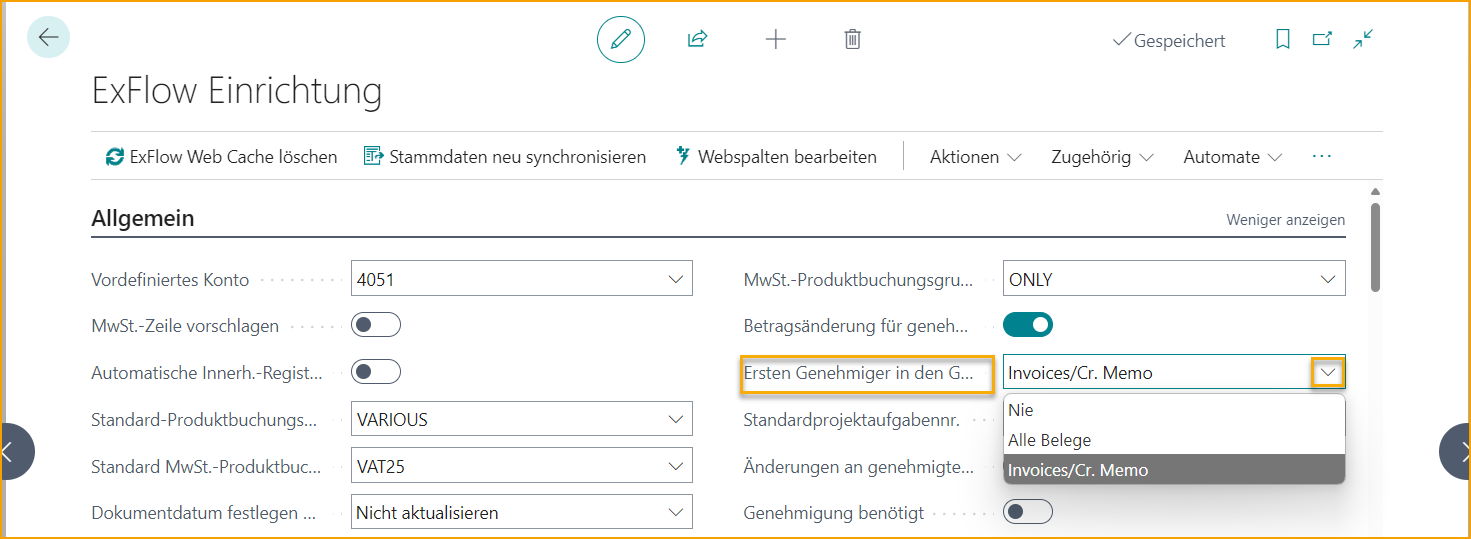 Gespeichert
ExFlow Einrichtung
ExFlow Web Cache löschen Stammdaten neu synchronisieren Webspalten bearbeiten Aktionen Zugehörig Automate ...
Allgemein Weniger anzeigen
Vordefiniertes Konto 4051 MwSt.-Produktbuchungsgru... ONLY
MwSt.-Zeile vorschlagen Betragsänderung für geneh...
Automatische Innerh.-Regist... Ersten Genehmiger in den G... Invoices/Cr. Memo
Nie
Standard-Produktbuchungs... VARIOUS Standardprojektaufgabennr.
Alle Belege
Standard MwSt.-Produktbuc... VAT25 Änderungen an genehmigte... Invoices/Cr. Memo
Dokumentdatum festlegen ... Nicht aktualisieren Genehmigung benötigt